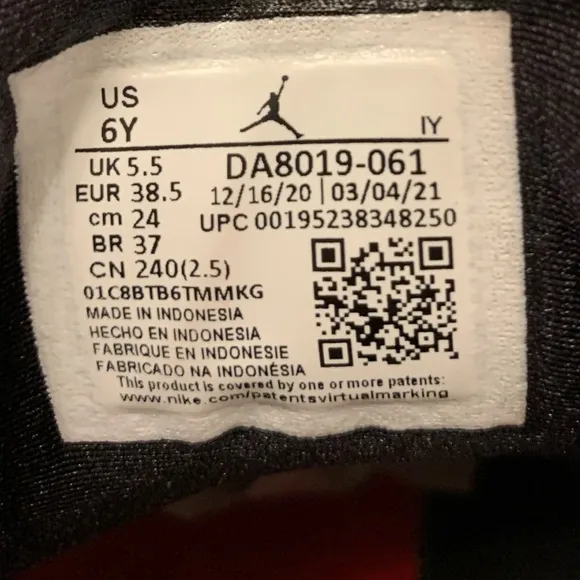 US
6Y
IY
UK 5.5
DA8019-061
EUR 38.5
12/16/20 | 03/04/21
cm 24
UPC 00195238348250
BR 37
CN 240(2.5)
01C8BTB6TMMKG
MADE IN INDONESIA
HECHO EN INDONESIA
FABRIQUE EN INDONESIE
FABRICADO NA INDONÉSIA
This product is covered by one or more patents:
www.nike.com/patentsvirtualmarking